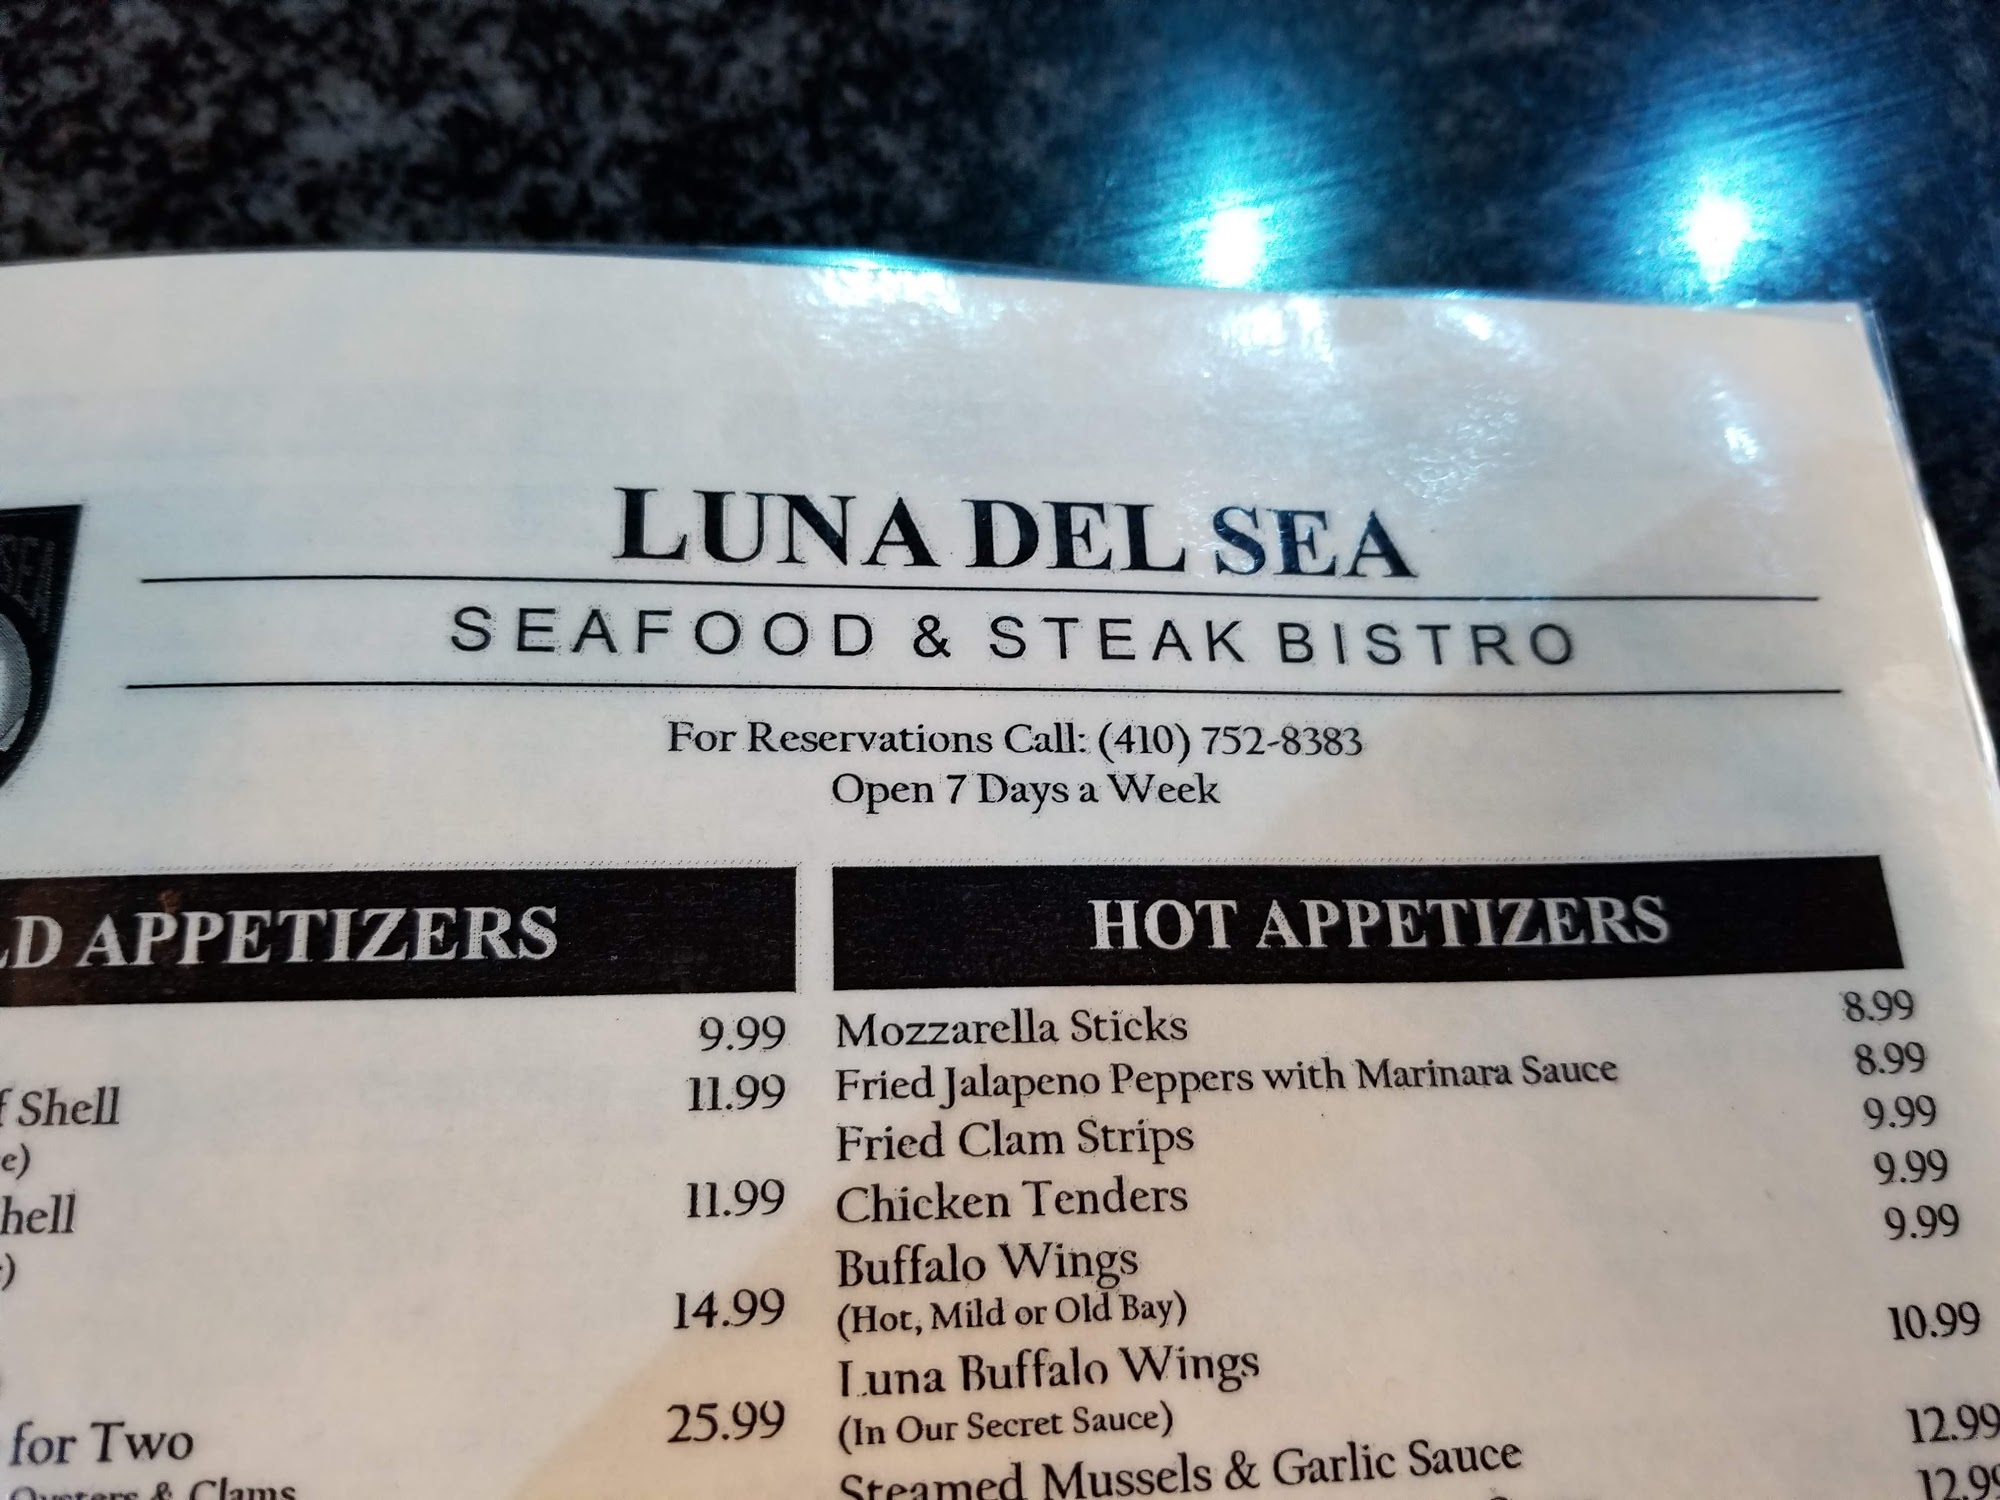 LUNA DEL SEA
SEAFOOD & STEAK BISTRO
For Reservations Call: (410) 752-8383
Open 7 Days a Week
APPETIZERS
9.99
11.99
Shell
11.99
14.99
25.99
for Two
Oysters & Clams
HOT APPETIZERS
Mozzarella Sticks 8.99
Fried Jalapeno Peppers with Marinara Sauce 8.99
Fried Clam Strips 9.99
Chicken Tenders 9.99
Buffalo Wings 9.99
(Hot, Mild or Old Bay)
Luna Buffalo Wings 10.99
(In Our Secret Sauce)
Steamed Mussels & Garlic Sauce 12.99
12.99